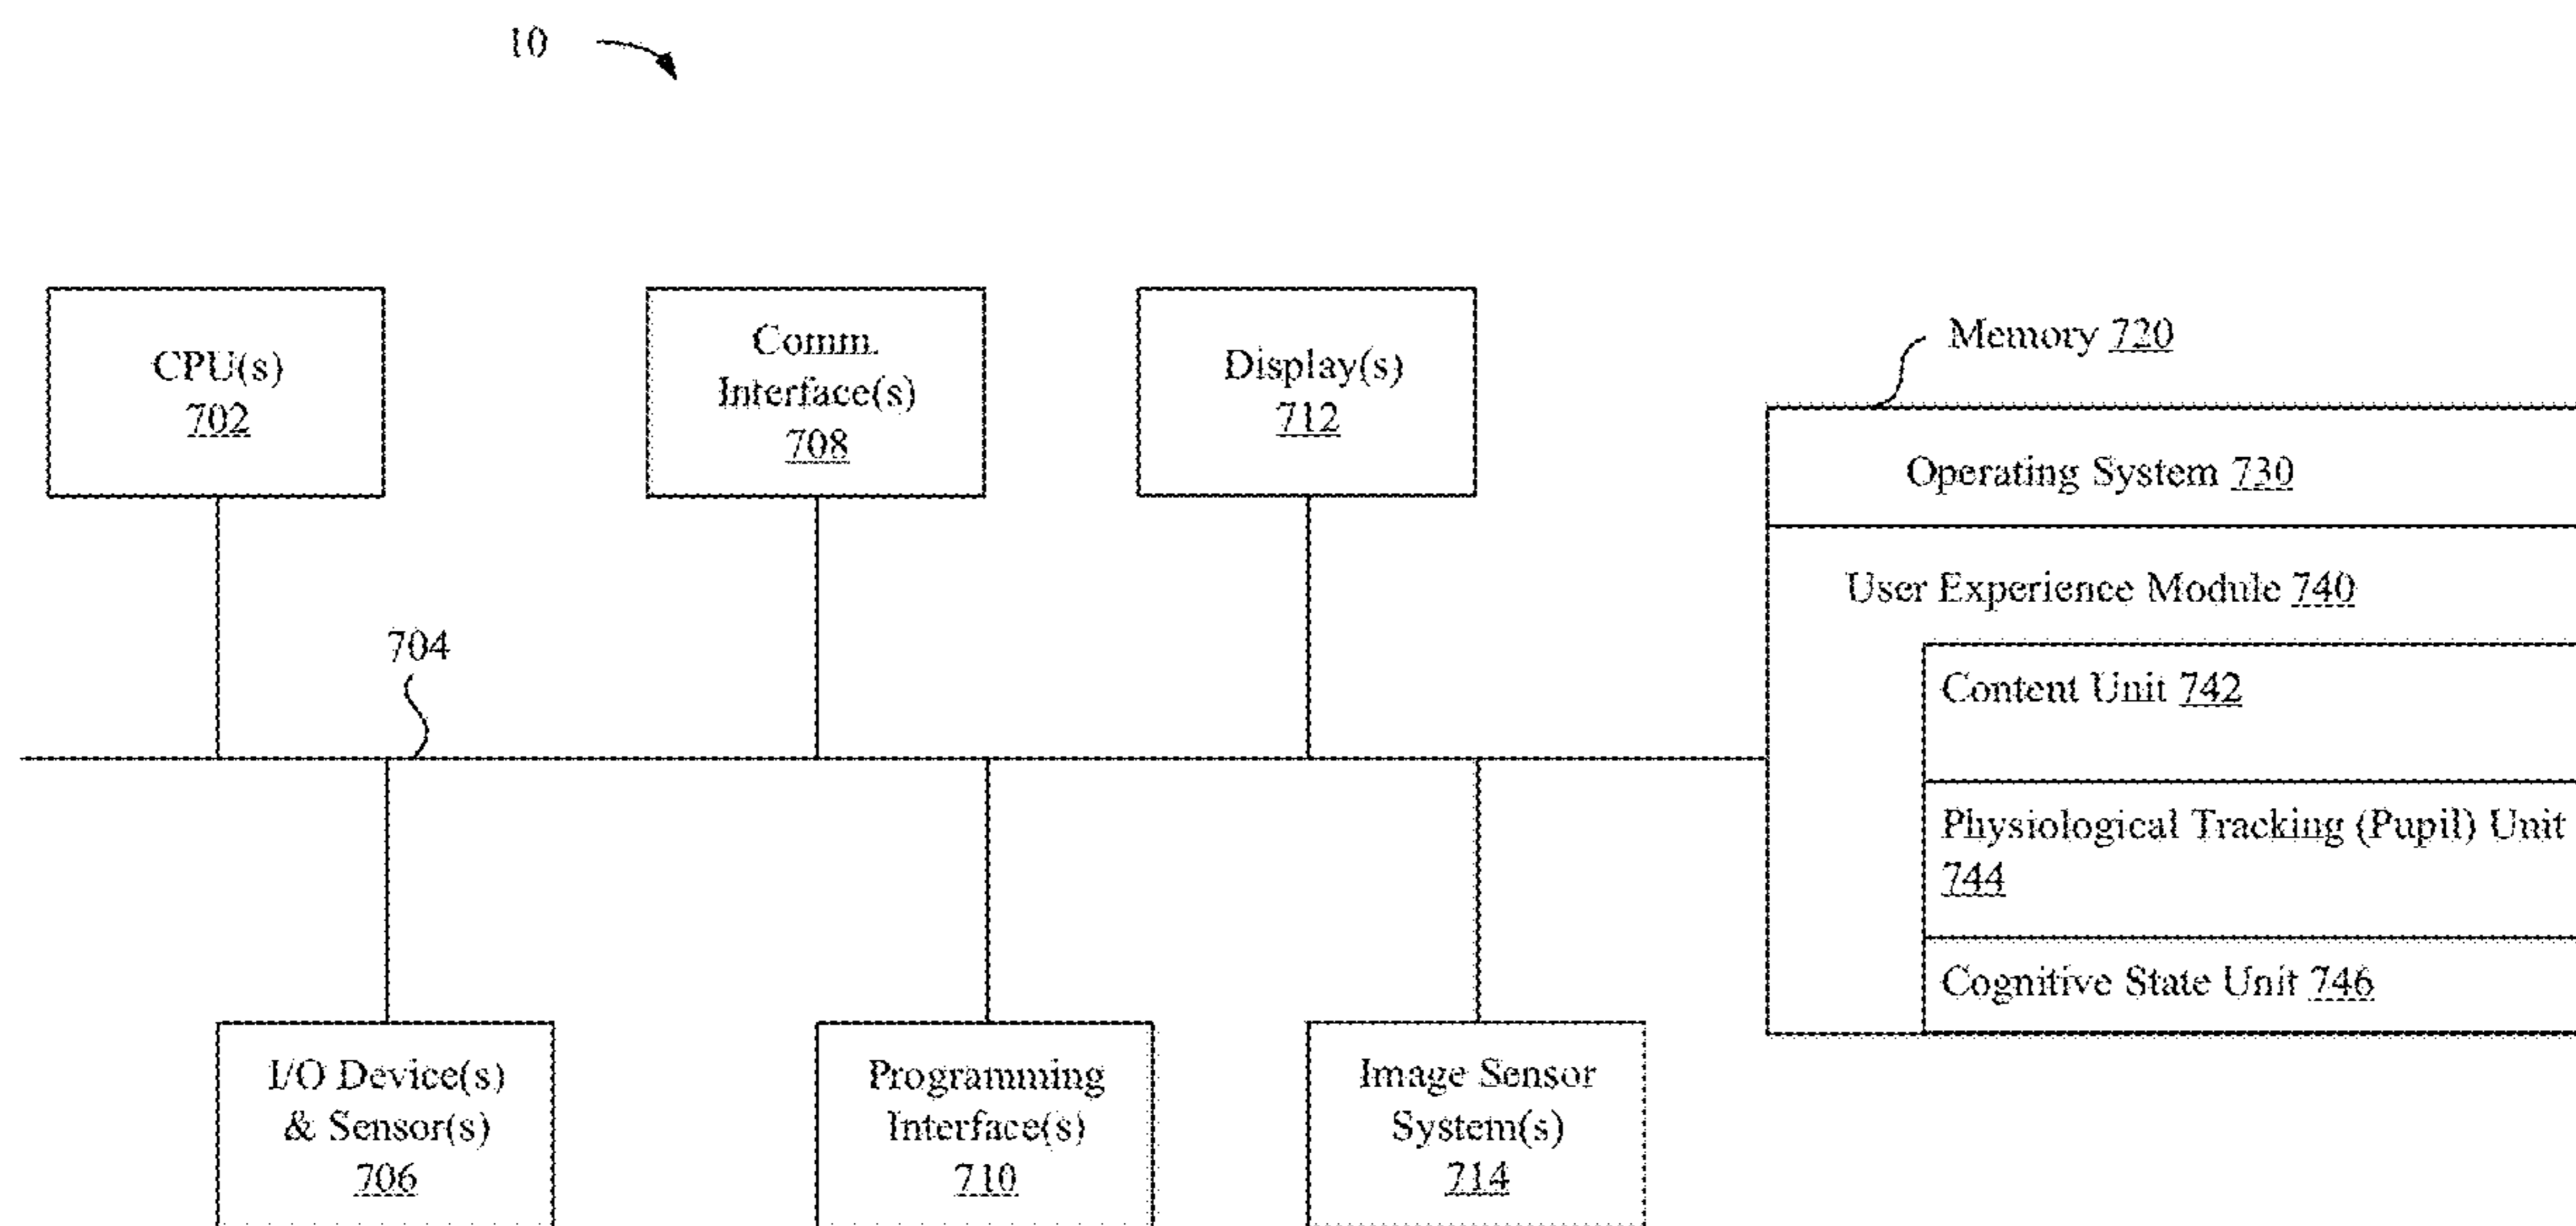 10
CPU(s)
702
Comm.
Interface(s)
708
Display(s)
712
Memory 720
Operating System 730
User Experience Module 740
Content Unit 742
Physiological Tracking (Pupil) Unit
744
Cognitive State Unit 746
704
I/O Device(s)
& Sensor(s)
706
Programming
Interface(s)
710
Image Sensor
System(s)
714